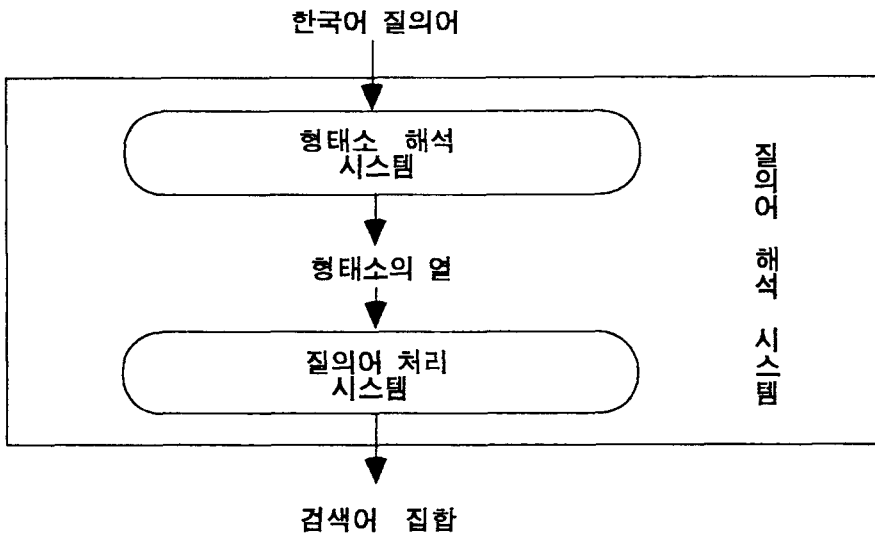 한국어 질의어
형태소 해석
시스템
형태소의 열
질의어 처리
시스템
검색어 집합
질의어 해석 시스템